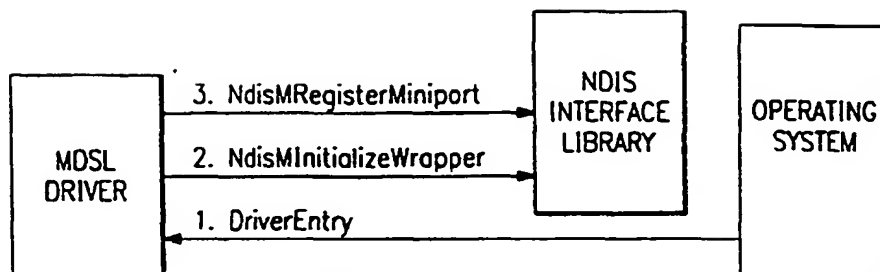 NDIS
INTERFACE
LIBRARY
OPERATING
SYSTEM
MDSL
DRIVER
3. NdisMRegisterMiniport
2. NdisMInitializeWrapper
1. DriverEntry